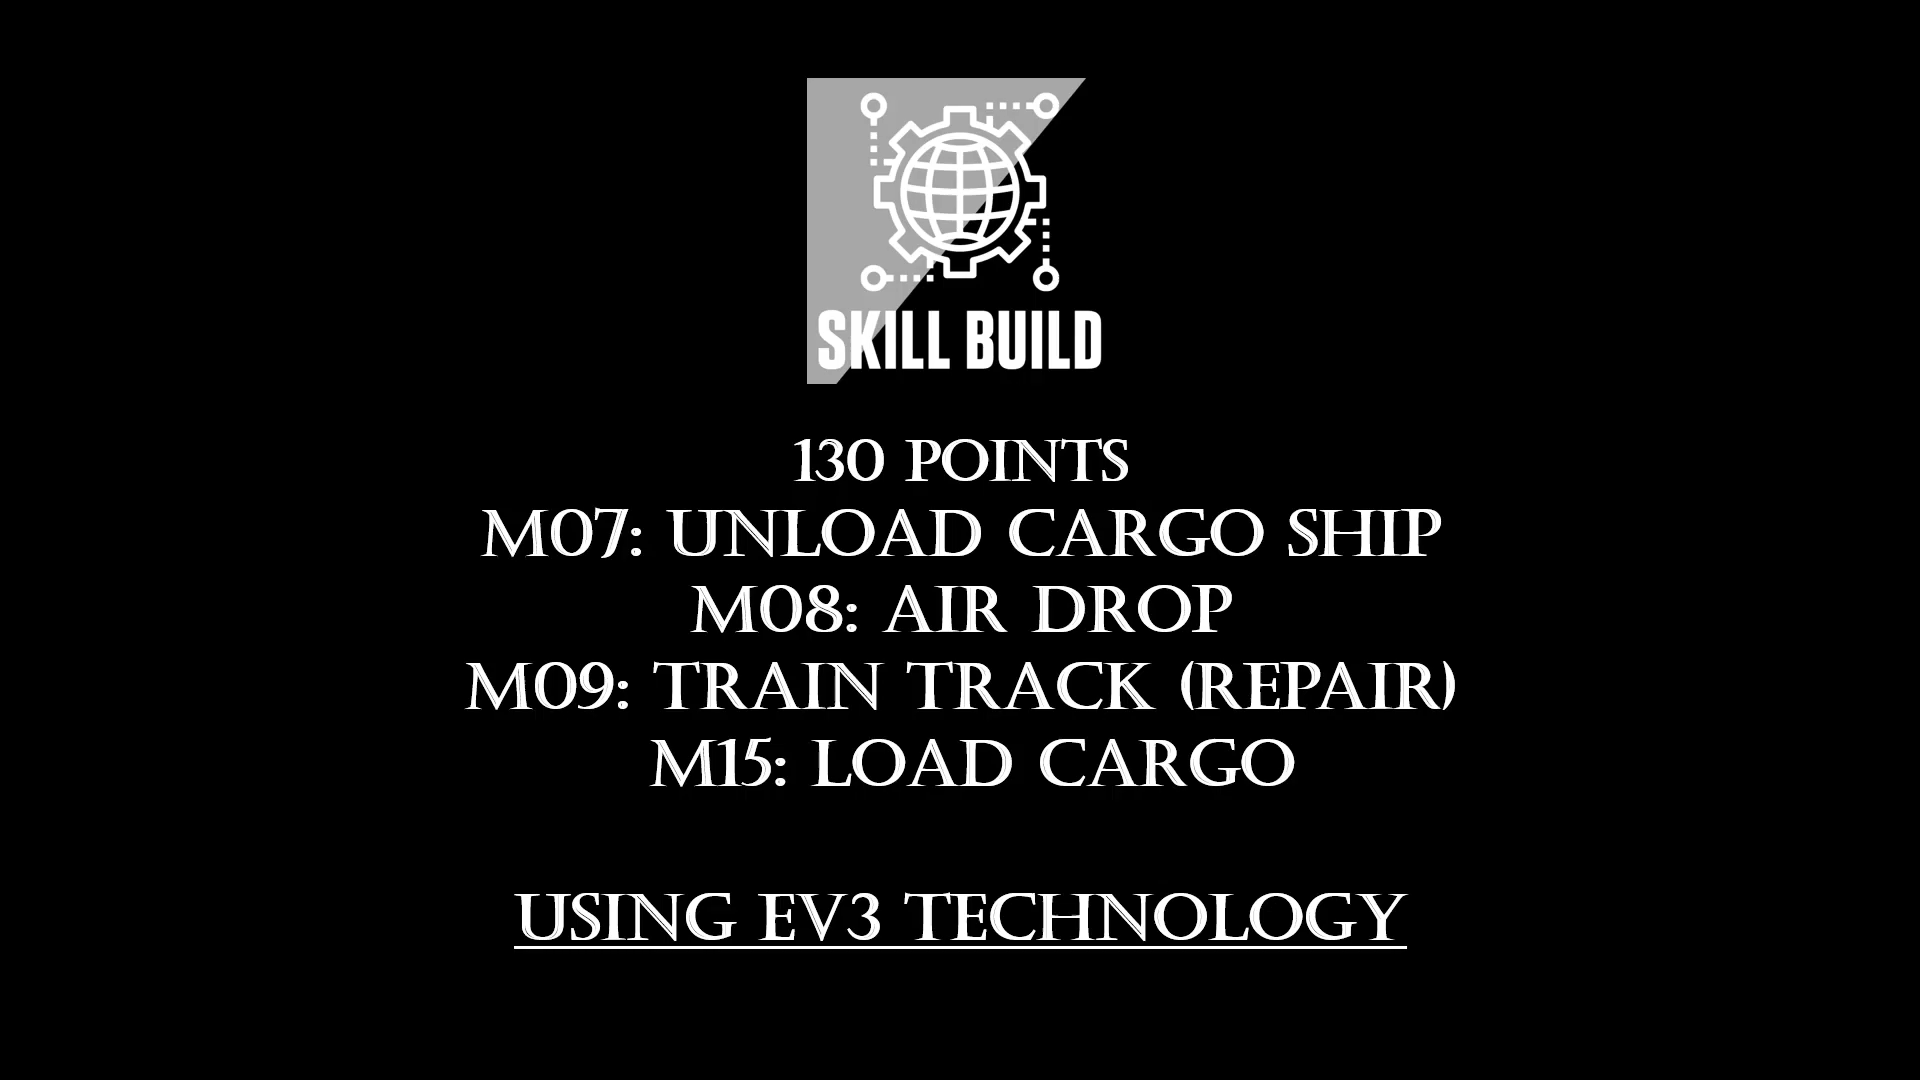 SKILL BUILD
130 POINTS
M07: UNLOAD CARGO SHIP
M08: AIR DROP
M09: TRAIN TRACK (REPAIR)
M15: LOAD CARGO
USING EV3 TECHNOLOGY